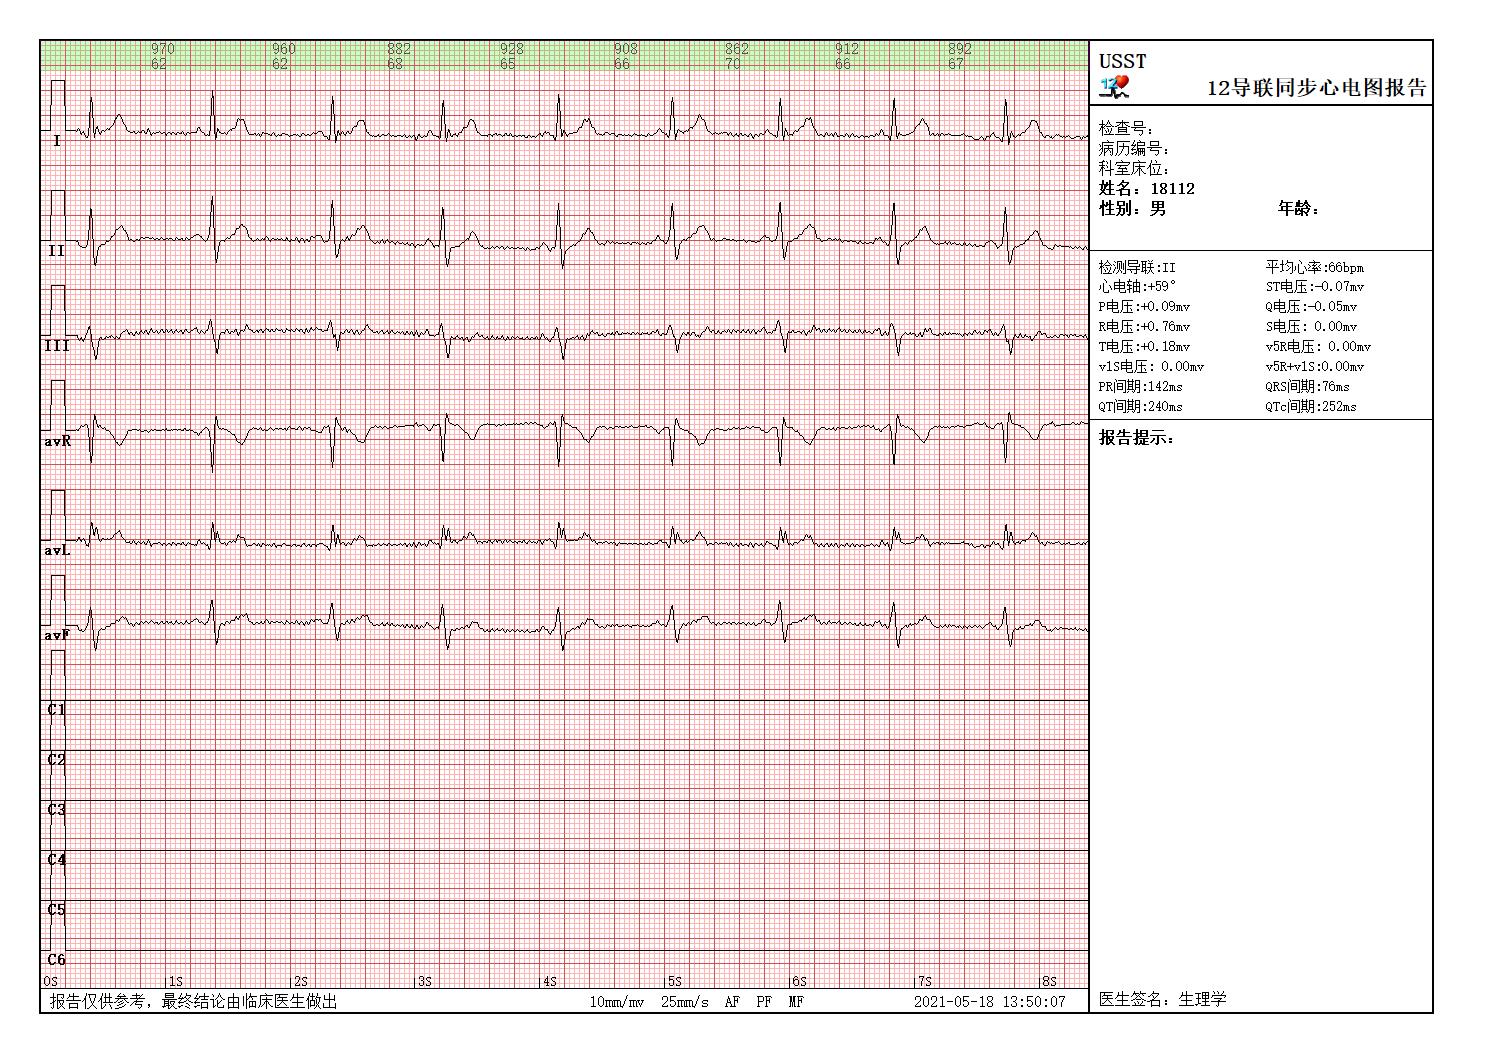 970 960 882 928 908 862 912 892
62 62 68 65 66 70 66 67
I
II
III
avR
avL
avF
C1
C2
C3
C4
C5
C6
0S 1S 2S 3S 4S 5S 6S 7S 8S
报告仅供参考，最终结论由临床医生做出 10mm/mv 25mm/s AF PF MF 2021-05-18 13:50:07
USST
12
12导联同步心电图报告
检查号：
病历编号：
科室床位：
姓名：18112
性别：男 年龄：
检测导联:II 平均心率:66bpm
心电轴:+59° ST电压:-0.07mv
P电压:+0.09mv Q电压:-0.05mv
R电压:+0.76mv S电压: 0.00mv
T电压:+0.18mv v5R电压: 0.00mv
v1S电压: 0.00mv v5R+v1S:0.00mv
PR间期:142ms QRS间期:76ms
QT间期:240ms QTc间期:252ms
报告提示：
医生签名：生理学